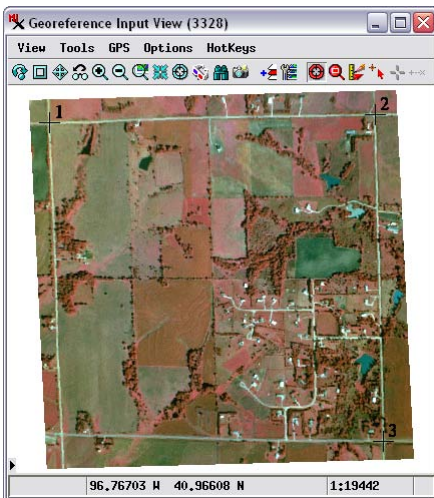 Georeference Input View (3328)
View Tools GPS Options HotKeys
1 2
3
96.76703 W 40.96608 N 1:19442